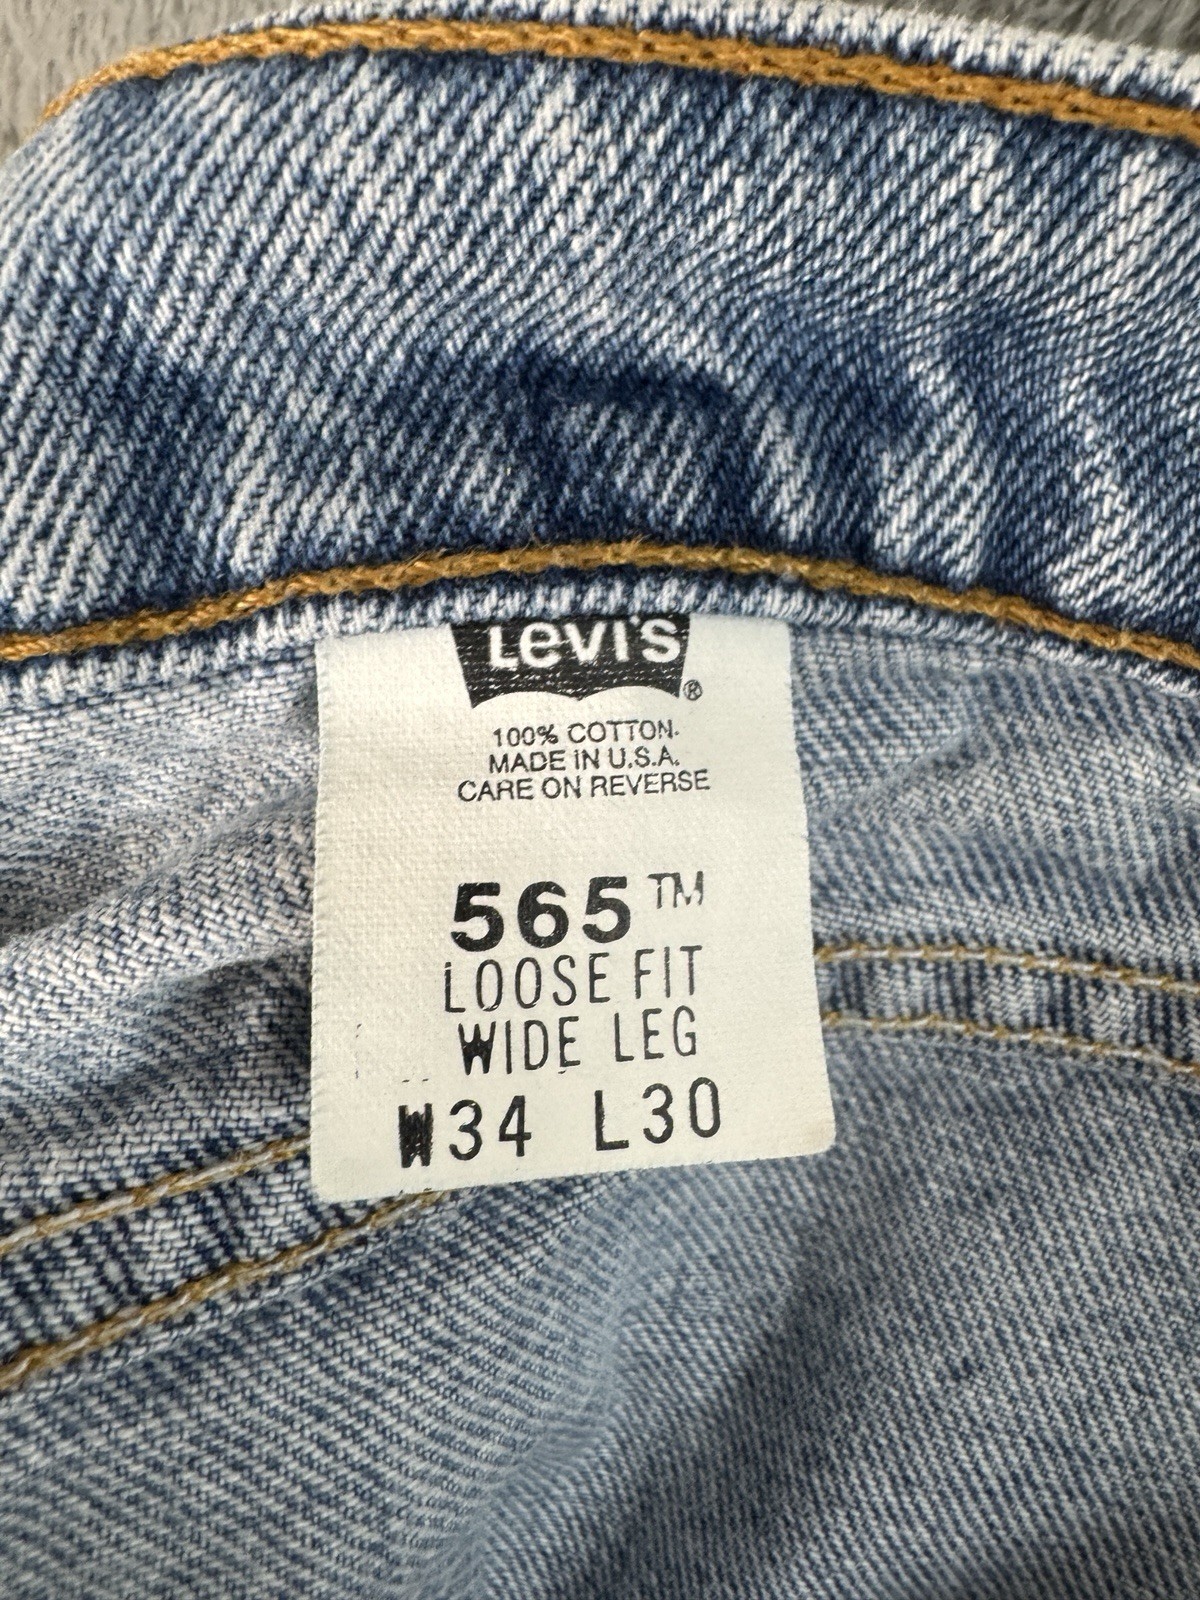 Levi's
®
100% COTTON
MADE IN U.S.A.
CARE ON REVERSE
565™
LOOSE FIT
WIDE LEG
W34 L30